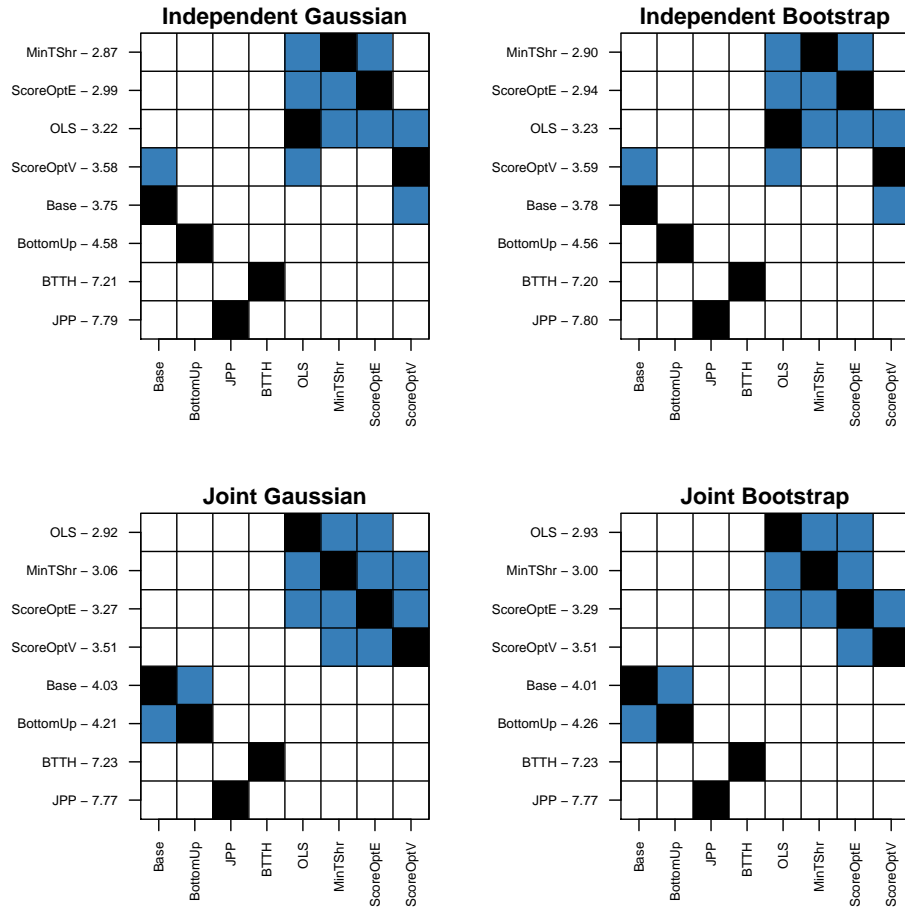 Independent Gaussian
MinTShr − 2.87
ScoreOptE − 2.99
OLS − 3.22
ScoreOptV − 3.58
Base − 3.75
BottomUp − 4.58
BTTH − 7.21
JPP − 7.79
Base
BottomUp
JPP
BTTH
OLS
MinTShr
ScoreOptE
ScoreOptV
Independent Bootstrap
MinTShr − 2.90
ScoreOptE − 2.94
OLS − 3.23
ScoreOptV − 3.59
Base − 3.78
BottomUp − 4.56
BTTH − 7.20
JPP − 7.80
Base
BottomUp
JPP
BTTH
OLS
MinTShr
ScoreOptE
ScoreOptV
Joint Gaussian
OLS − 2.92
MinTShr − 3.06
ScoreOptE − 3.27
ScoreOptV − 3.51
Base − 4.03
BottomUp − 4.21
BTTH − 7.23
JPP − 7.77
Base
BottomUp
JPP
BTTH
OLS
MinTShr
ScoreOptE
ScoreOptV
Joint Bootstrap
OLS − 2.93
MinTShr − 3.00
ScoreOptE − 3.29
ScoreOptV − 3.51
Base − 4.01
BottomUp − 4.26
BTTH − 7.23
JPP − 7.77
Base
BottomUp
JPP
BTTH
OLS
MinTShr
ScoreOptE
ScoreOptV